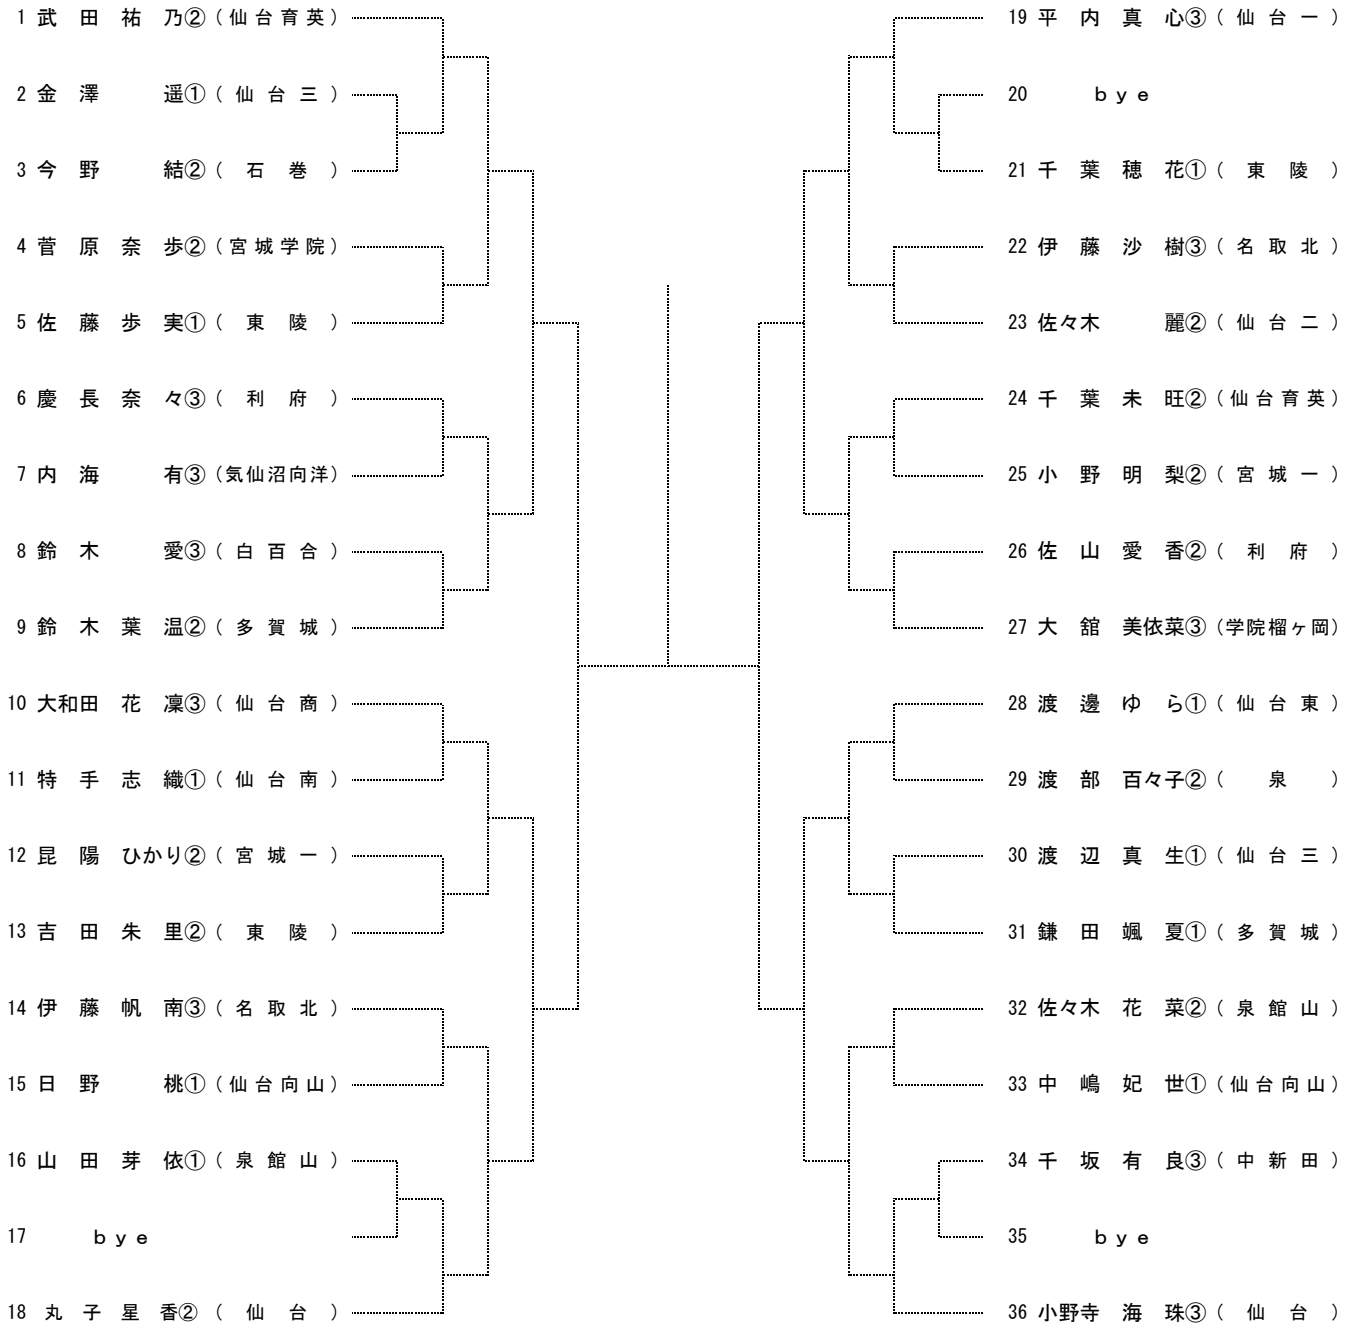 1 武田祐乃②(仙台育英)
2 金澤遥①(仙台三)
3 今野結②(石巻)
4 菅原奈歩②(宮城学院)
5 佐藤歩実①(東陵)
6 慶長奈々③(利府)
7 内海有③(気仙沼向洋)
8 鈴木愛③(白百合)
9 鈴木葉温②(多賀城)
10 大和田花凜③(仙台商)
11 特手志織①(仙台南)
12 昆陽ひかり②(宮城一)
13 吉田朱里②(東陵)
14 伊藤帆南③(名取北)
15 日野桃①(仙台向山)
16 山田芽依①(泉館山)
17 bye
18 丸子星香②(仙台)
19 平内真心③(仙台一)
20 bye
21 千葉穂花①(東陵)
22 伊藤沙樹③(名取北)
23 佐々木麗②(仙台二)
24 千葉未旺②(仙台育英)
25 小野明梨②(宮城一)
26 佐山愛香②(利府)
27 大舘美依菜③(学院榴ヶ岡)
28 渡邊ゆら①(仙台東)
29 渡部百々子②(泉)
30 渡辺真生①(仙台三)
31 鎌田颯夏①(多賀城)
32 佐々木花菜②(泉館山)
33 中嶋妃世①(仙台向山)
34 千坂有良③(中新田)
35 bye
36 小野寺海珠③(仙台)